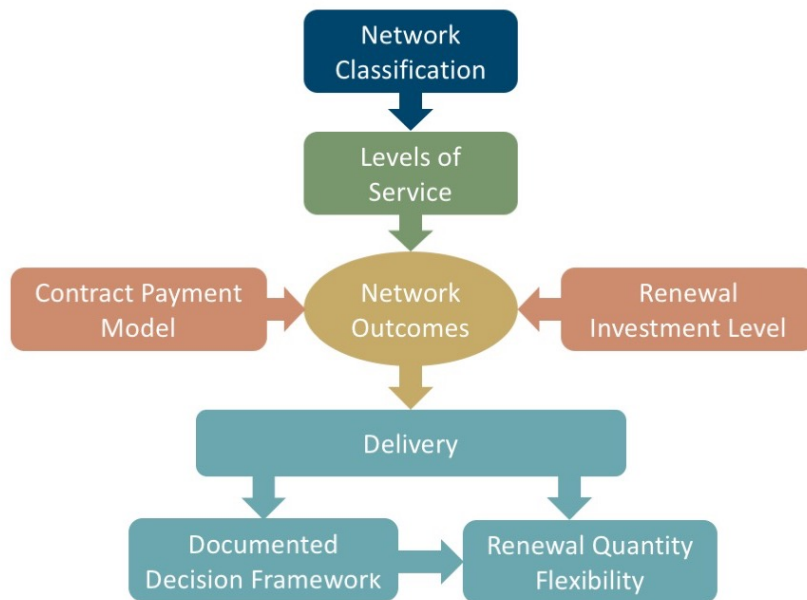 Network
Classification
Levels of
Service
Contract Payment
Model
Network
Outcomes
Renewal
Investment Level
Delivery
Documented
Decision Framework
Renewal Quantity
Flexibility